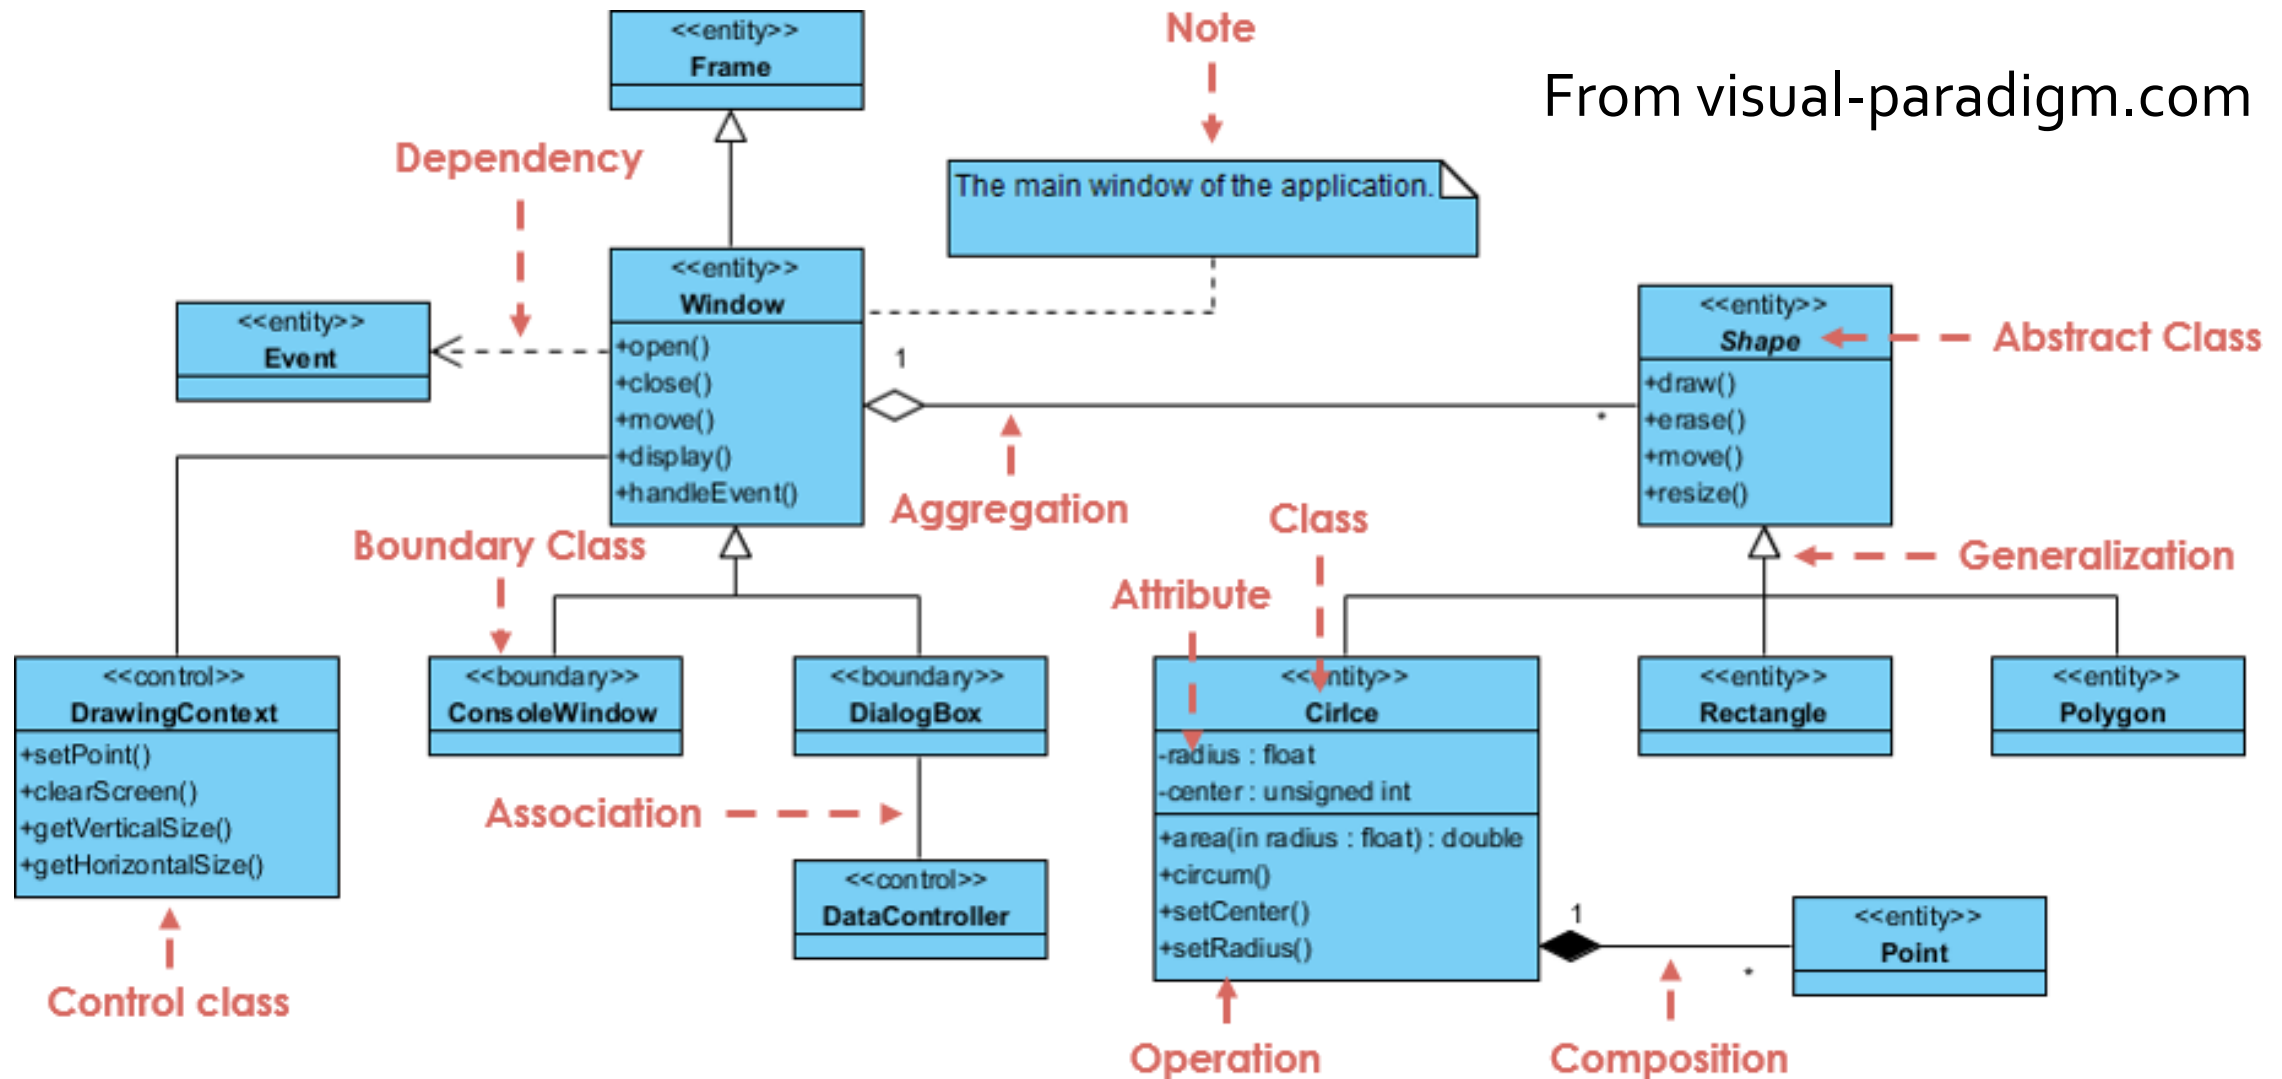 <<entity>>
Frame
Note
From visual-paradigm.com
Dependency
The main window of the application.
<<entity>>
Window
+open()
+close()
+move()
+display()
+handleEvent()
<<entity>>
Event
1
*
Aggregation
<<entity>>
Shape
+draw()
+erase()
+move()
+resize()
Abstract Class
Generalization
Boundary Class
Class
Attribute
<<control>>
DrawingContext
+setPoint()
+clearScreen()
+getVerticalSize()
+getHorizontalSize()
Control class
<<boundary>>
ConsoleWindow
<<boundary>>
DialogBox
Association
<<control>>
DataController
<<entity>>
Cirlce
-radius : float
-center : unsigned int
+area(in radius : float) : double
+circum()
+setCenter()
+setRadius()
Operation
<<entity>>
Rectangle
<<entity>>
Polygon
1
*
<<entity>>
Point
Composition